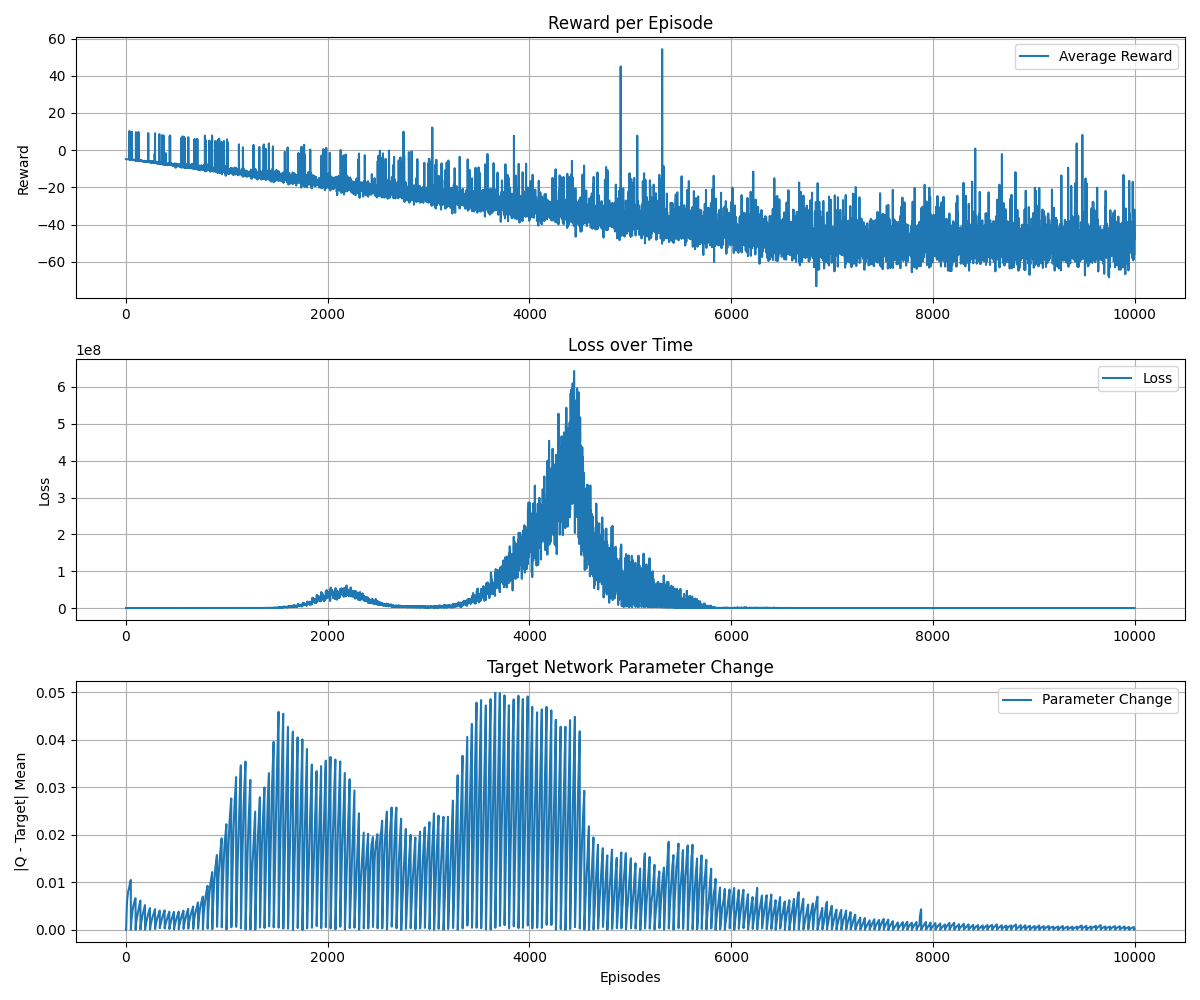 Reward per Episode
60
40
20
0
−20
−40
−60
Reward
Average Reward
0 2000 4000 6000 8000 10000
Loss over Time
1e8
6
5
4
3
2
1
0
Loss
Loss
0 2000 4000 6000 8000 10000
Target Network Parameter Change
0.05
0.04
0.03
0.02
0.01
0.00
|Q - Target| Mean
Parameter Change
0 2000 4000 6000 8000 10000
Episodes